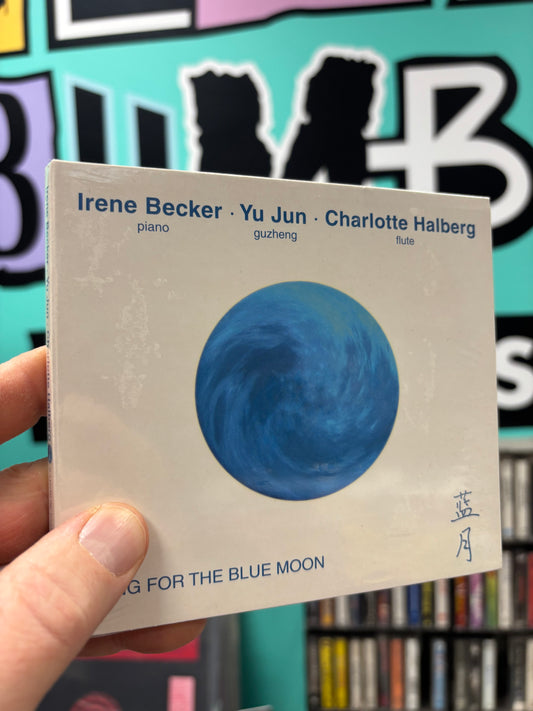 Irene Becker · Yu Jun · Charlotte Halberg
piano guzheng flute
蓝
月
G FOR THE BLUE MOON